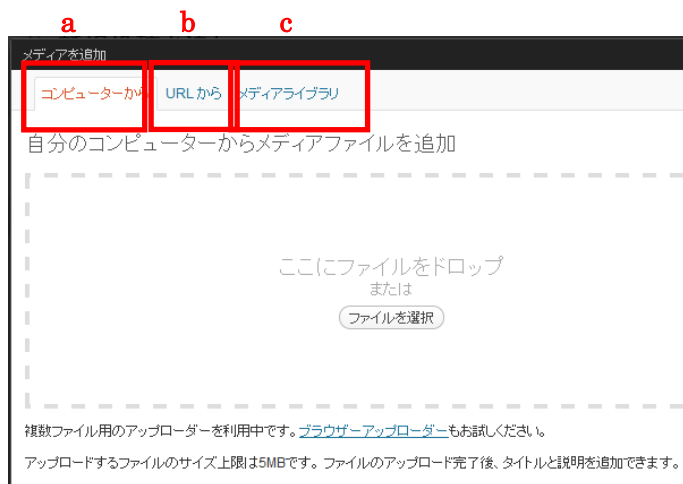 a b c
メディアを追加
コンピューターから URLから メディアライブラリ
自分のコンピューターからメディアファイルを追加
ここにファイルをドロップ
または
ファイルを選択
複数ファイル用のアップローダーを利用中です。ブラウザーアップローダーもお試しください。
アップロードするファイルのサイズ上限は5MBです。ファイルのアップロード完了後、タイトルと説明を追加できます。